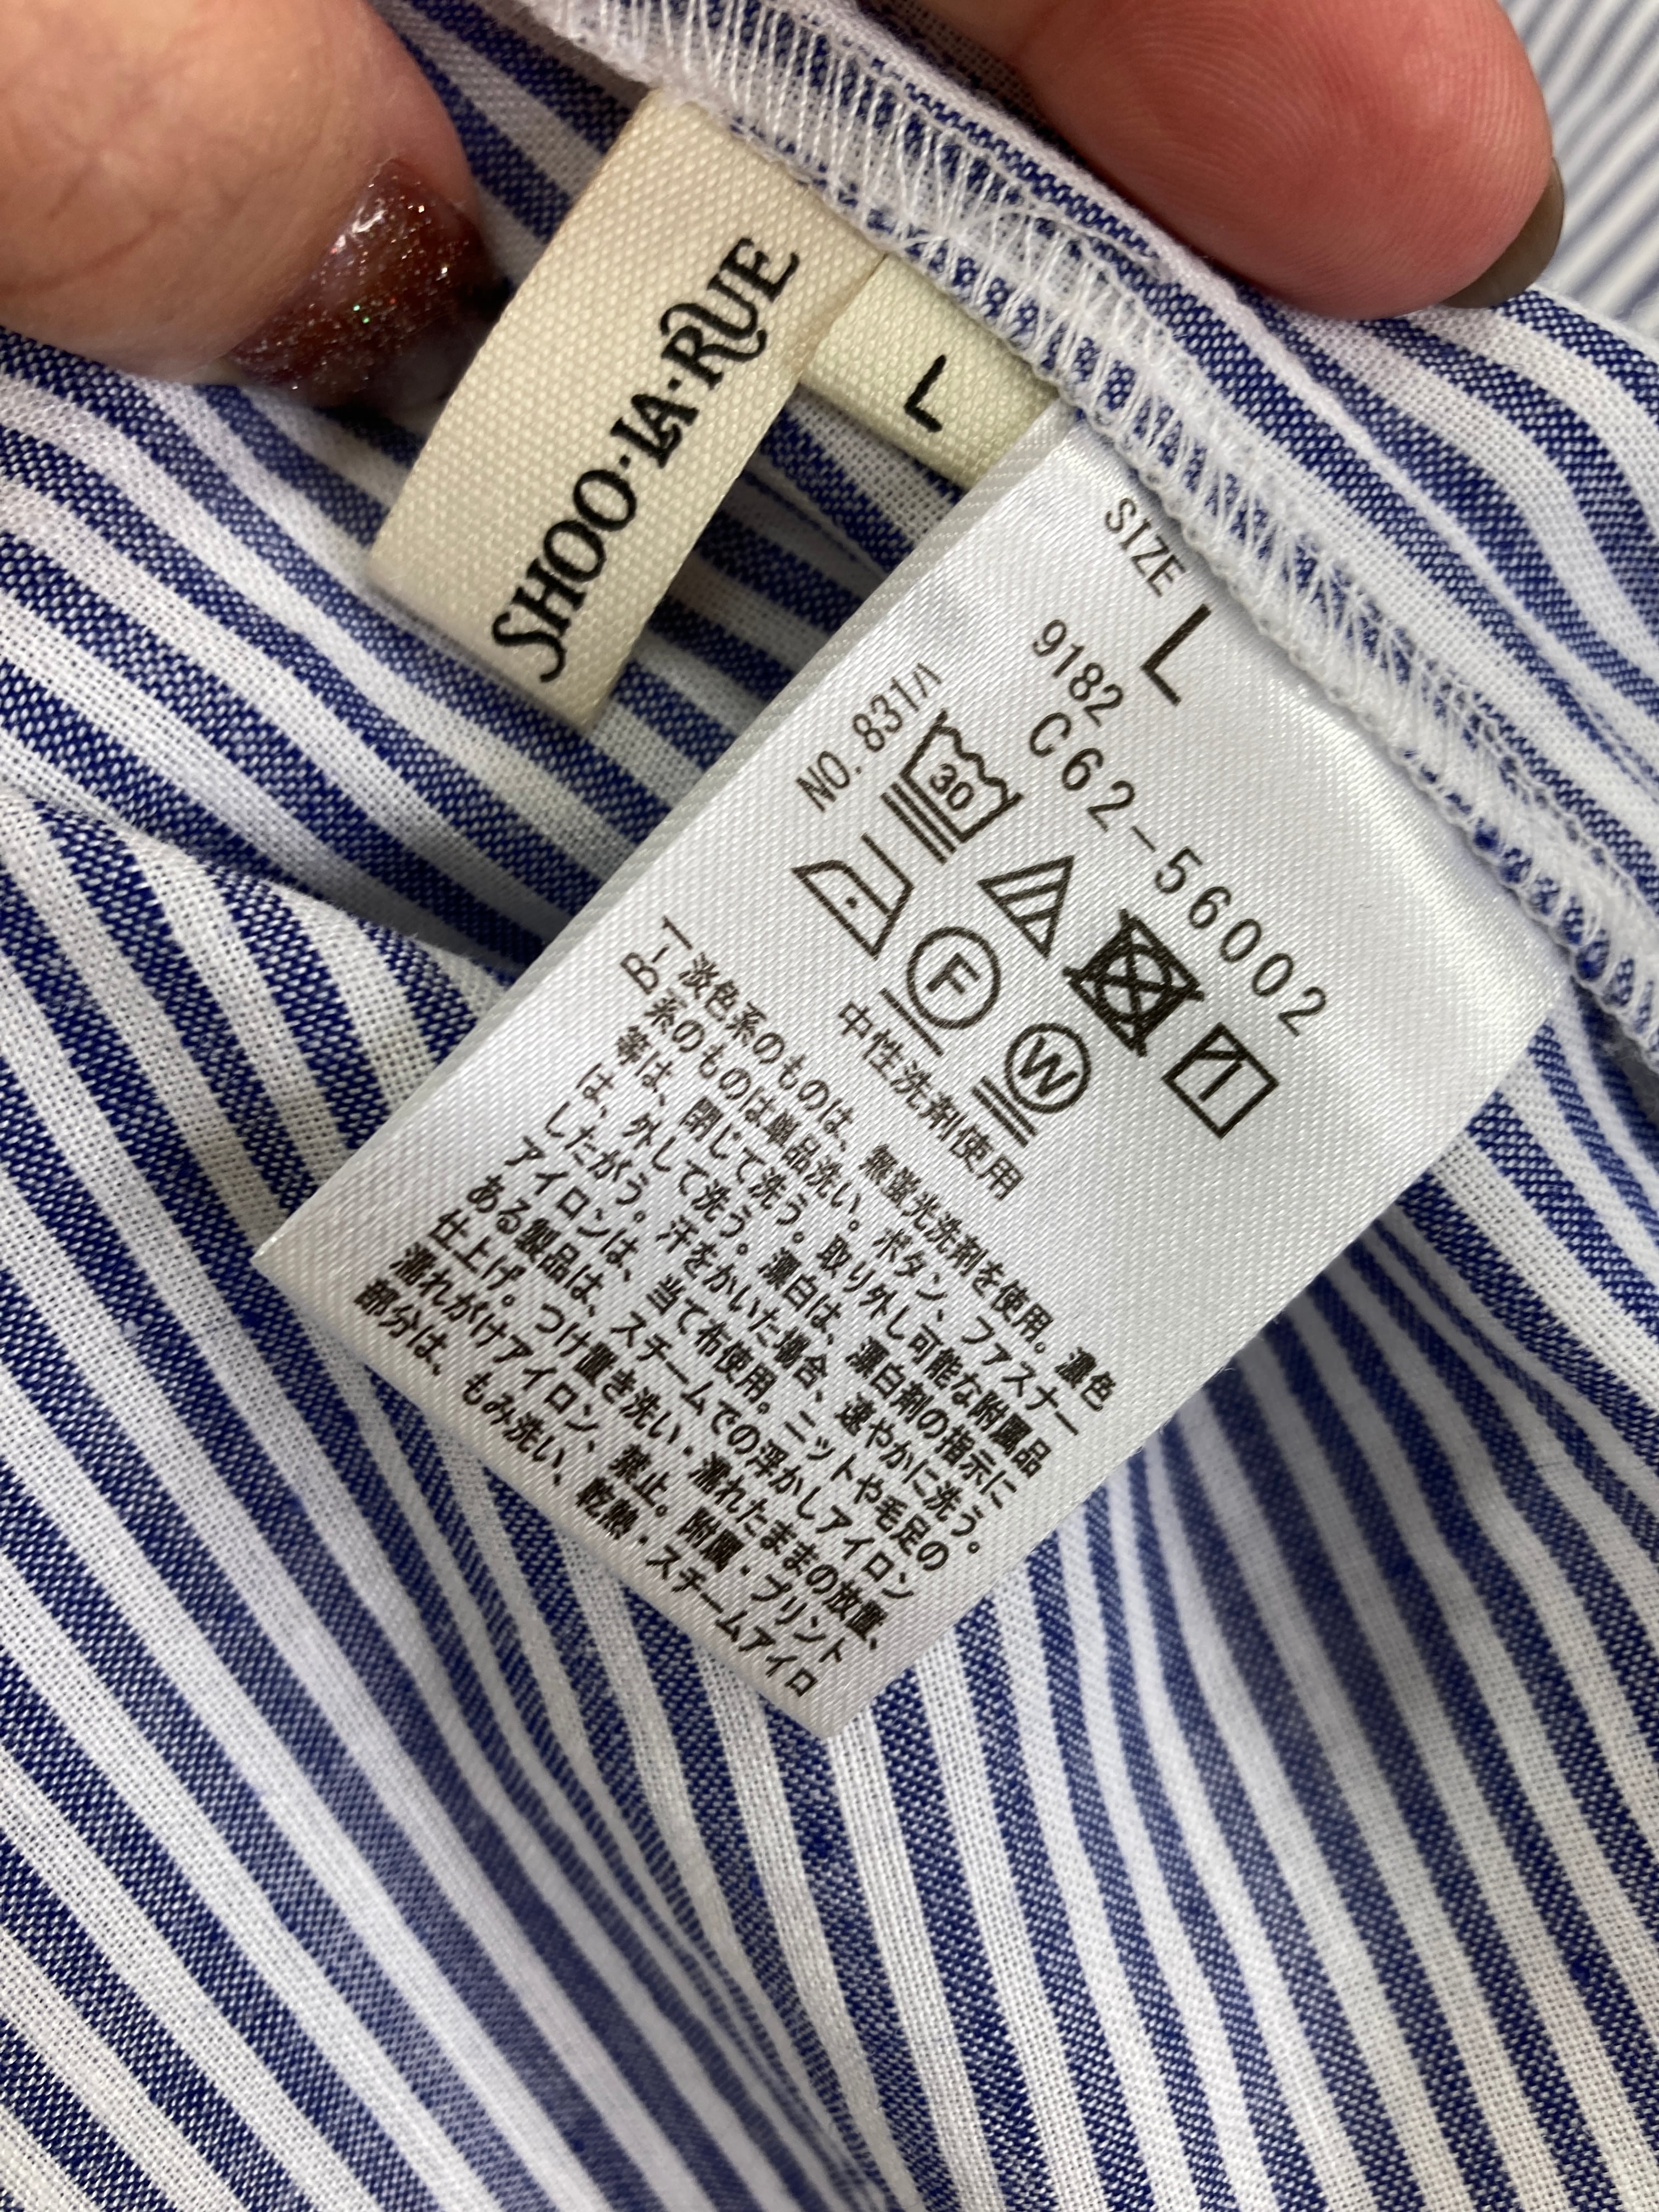 SHOO·LA·RUE
L
SIZE L
9182
C62-56002
NO.831/A
30
F
W
中性洗剤使用
B-1
淡色系のものは、無蛍光洗剤を使用。濃色
系のものは単品洗い。ボタン、ファスナー
等は、閉じて洗う。取り外し可能な附属品
は、外して洗う。漂白は、漂白剤の指示に
したがう。汗をかいた場合、速やかに洗う。
アイロンは、当て布使用。ニットや毛足の
ある製品は、スチームでの浮かしアイロン
仕上げ。つけ置き洗い・濡れたままの放置、
濡れがけアイロン、禁止。附属・プリント
部分は、もみ洗い、乾熱・スチームアイロ